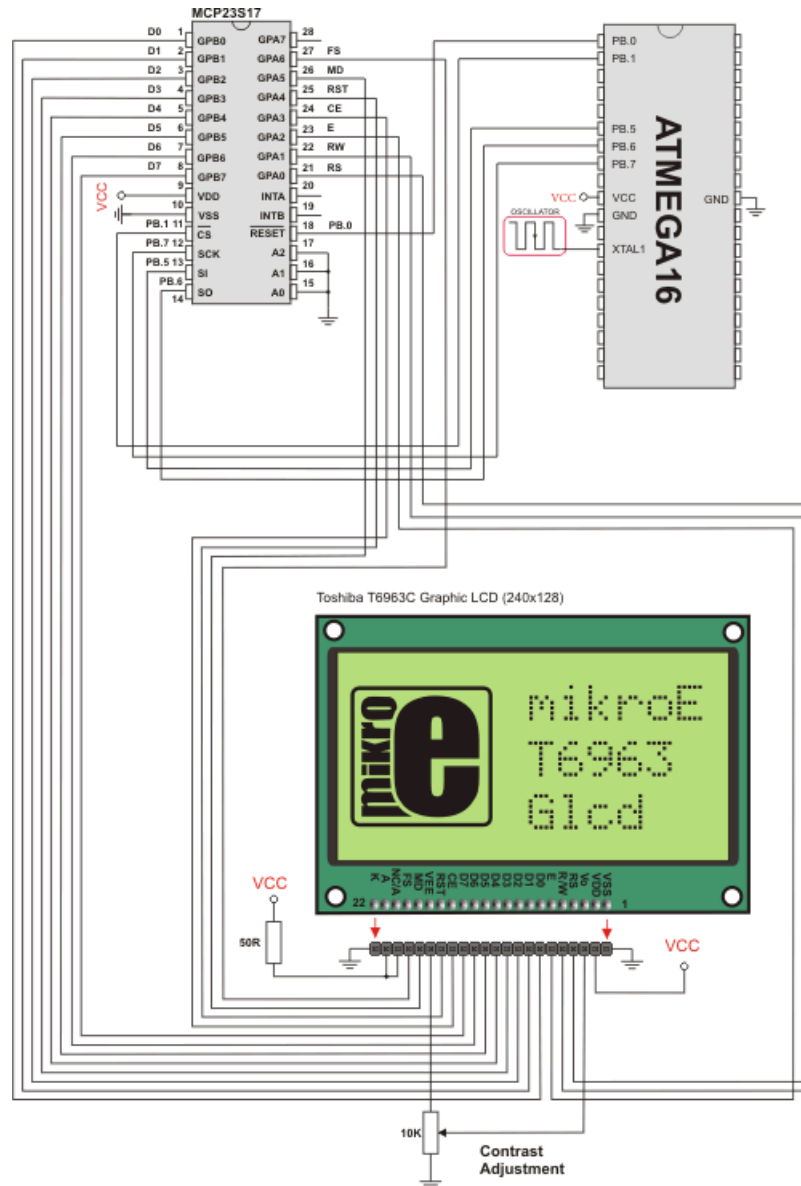 MCP23S17
D0 1 GPB0 GPA7 28
D1 2 GPB1 GPA6 27 FS
D2 3 GPB2 GPA5 26 MD
D3 4 GPB3 GPA4 25 RST
D4 5 GPB4 GPA3 24 CE
D5 6 GPB5 GPA2 23 E
D6 7 GPB6 GPA1 22 RW
D7 8 GPB7 GPA0 21 RS
VCC 9 VDD INTA 20
10 VSS INTB 19
PB.1 11 CS RESET 18 PB.0
PB.7 12 SCK A2 17
PB.5 13 SI A1 16
PB.6 14 SO A0 15
ATMEGA16
PB.0
PB.1
PB.5
PB.6
PB.7
VCC VCC GND
GND
OSCILLATOR
XTAL1
Toshiba T6963C Graphic LCD (240x128)
mikro e
mikroE
T6963
Glcd
K A NC/A FS MD VEE RST CE D7 D6 D5 D4 D3 D2 D1 D0 E R/W RS Vo VDD VSS
22 1
VCC
50R
VCC
10K
Contrast
Adjustment